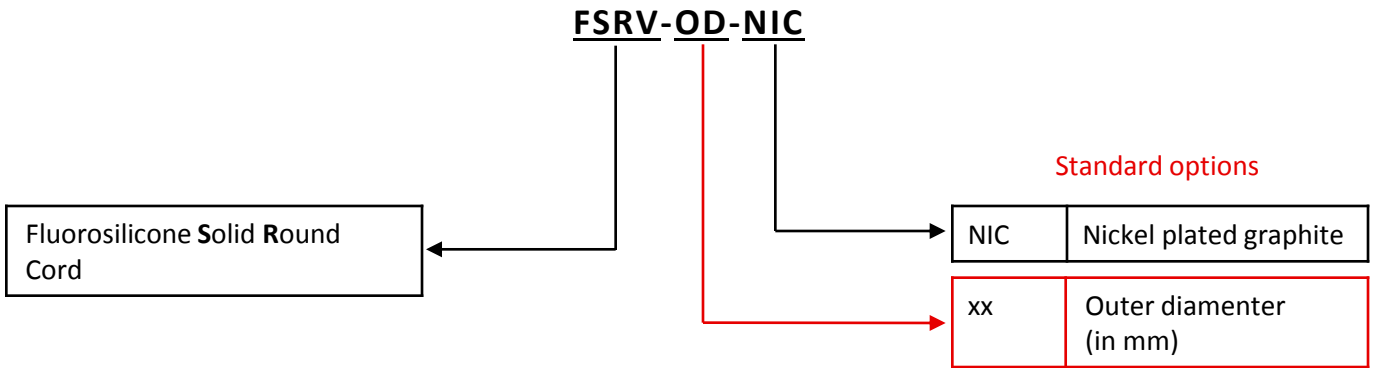 FSRV-OD-NIC
Standard options
Fluorosilicone Solid Round
Cord
NIC Nickel plated graphite
xx Outer diamenter
(in mm)